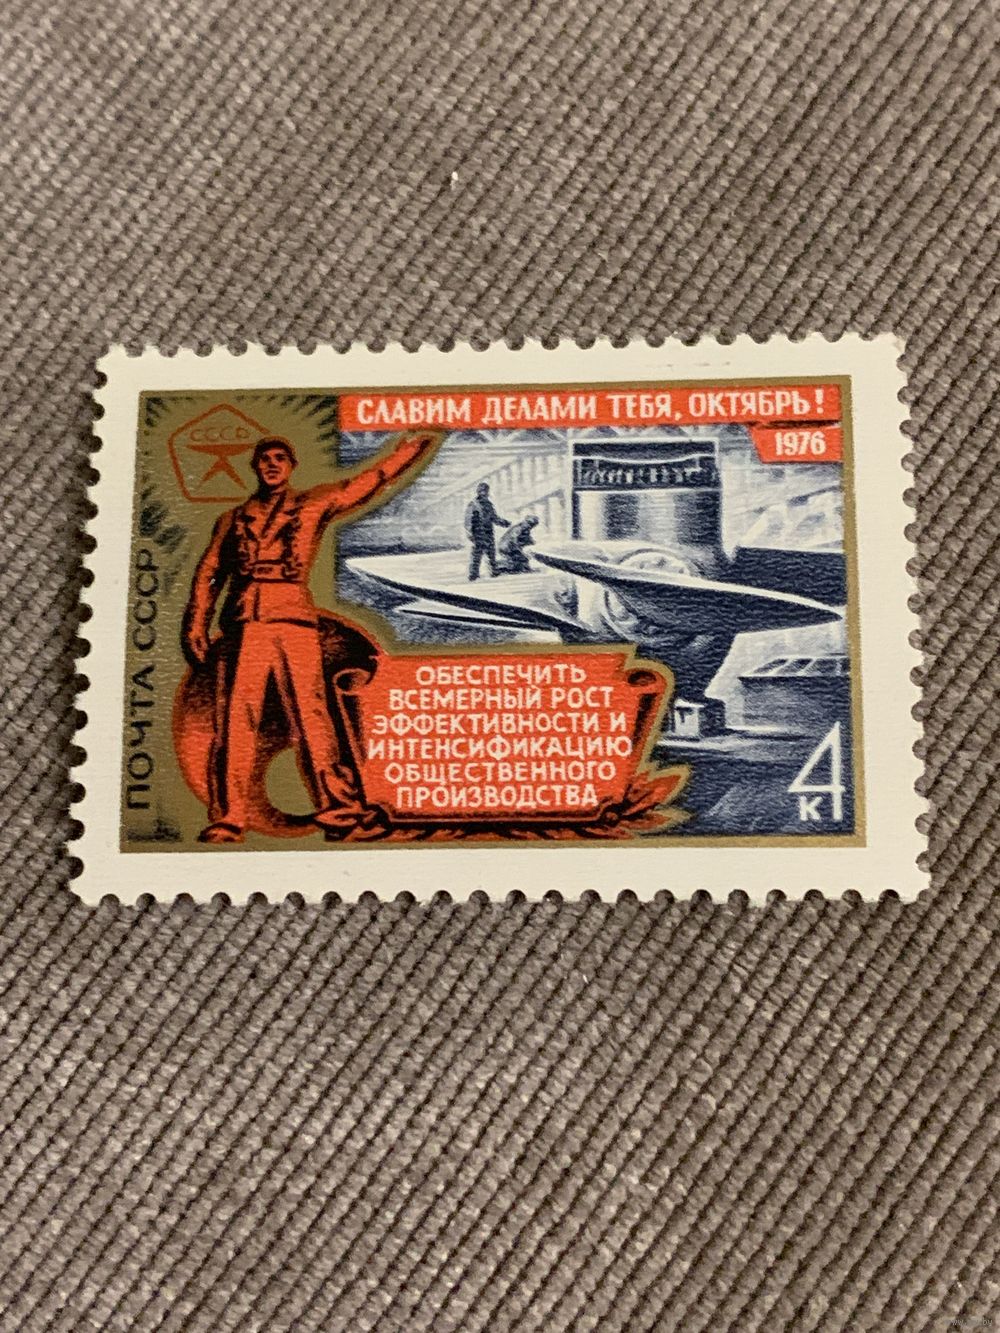 СЛАВИМ ДЕЛАМИ ТЕБЯ, ОКТЯБРЬ!
1976
СССР
ПОЧТА СССР
ОБЕСПЕЧИТЬ
ВСЕМЕРНЫЙ РОСТ
ЭФФЕКТИВНОСТИ И
ИНТЕНСИФИКАЦИЮ
ОБЩЕСТВЕННОГО
ПРОИЗВОДСТВА
4
К